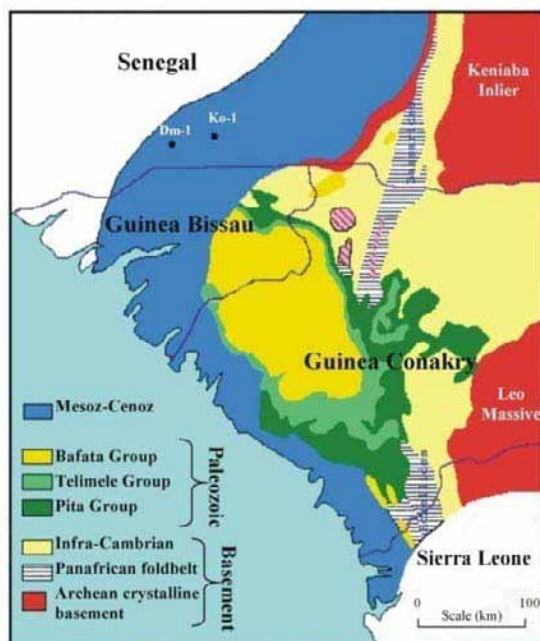 Senegal
Keniaba
Inlier
Dm-1
Ko-1
Guinea Bissau
Guinea Conakry
Leo
Massive
Mesoz-Cenoz
Bafata Group
Telimele Group
Pita Group
Paleozoic
Infra-Cambrian
Panafrican foldbelt
Archean crystalline
basement
Basement
Sierra Leone
0
100
Scale (km)